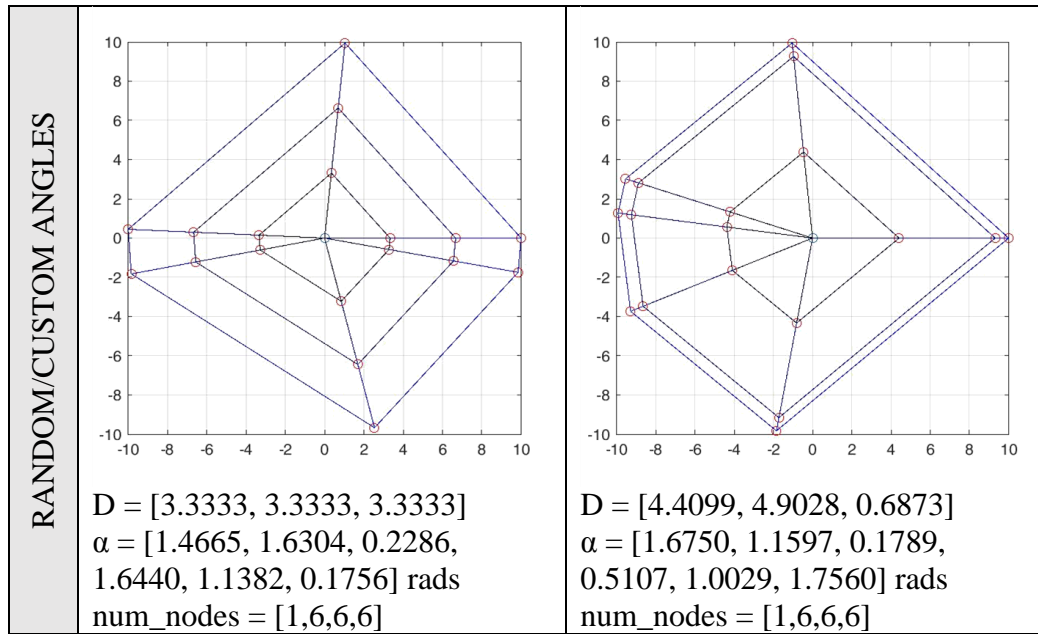 RANDOM/CUSTOM ANGLES
10
8
6
4
2
0
-2
-4
-6
-8
-10
-10 -8 -6 -4 -2 0 2 4 6 8 10
D = [3.3333, 3.3333, 3.3333]
α = [1.4665, 1.6304, 0.2286,
1.6440, 1.1382, 0.1756] rads
num_nodes = [1,6,6,6]
10
8
6
4
2
0
-2
-4
-6
-8
-10
-10 -8 -6 -4 -2 0 2 4 6 8 10
D = [4.4099, 4.9028, 0.6873]
α = [1.6750, 1.1597, 0.1789,
0.5107, 1.0029, 1.7560] rads
num_nodes = [1,6,6,6]